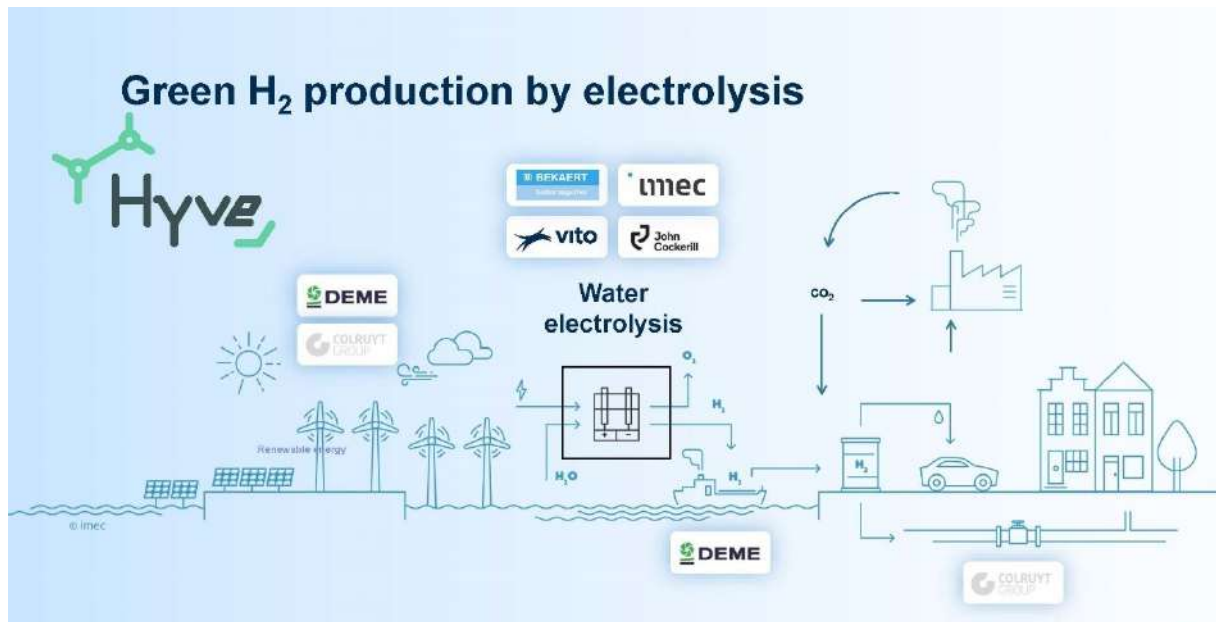 Green H₂ production by electrolysis
Hyve
BEKAERT
imec
vito
John
Cockerill
DEME
COLRUYT
GROUP
Water
electrolysis
CO₂
O₂
H₂
Renewable energy
H₂O
H₂
H₂
© imec
DEME
COLRUYT
GROUP